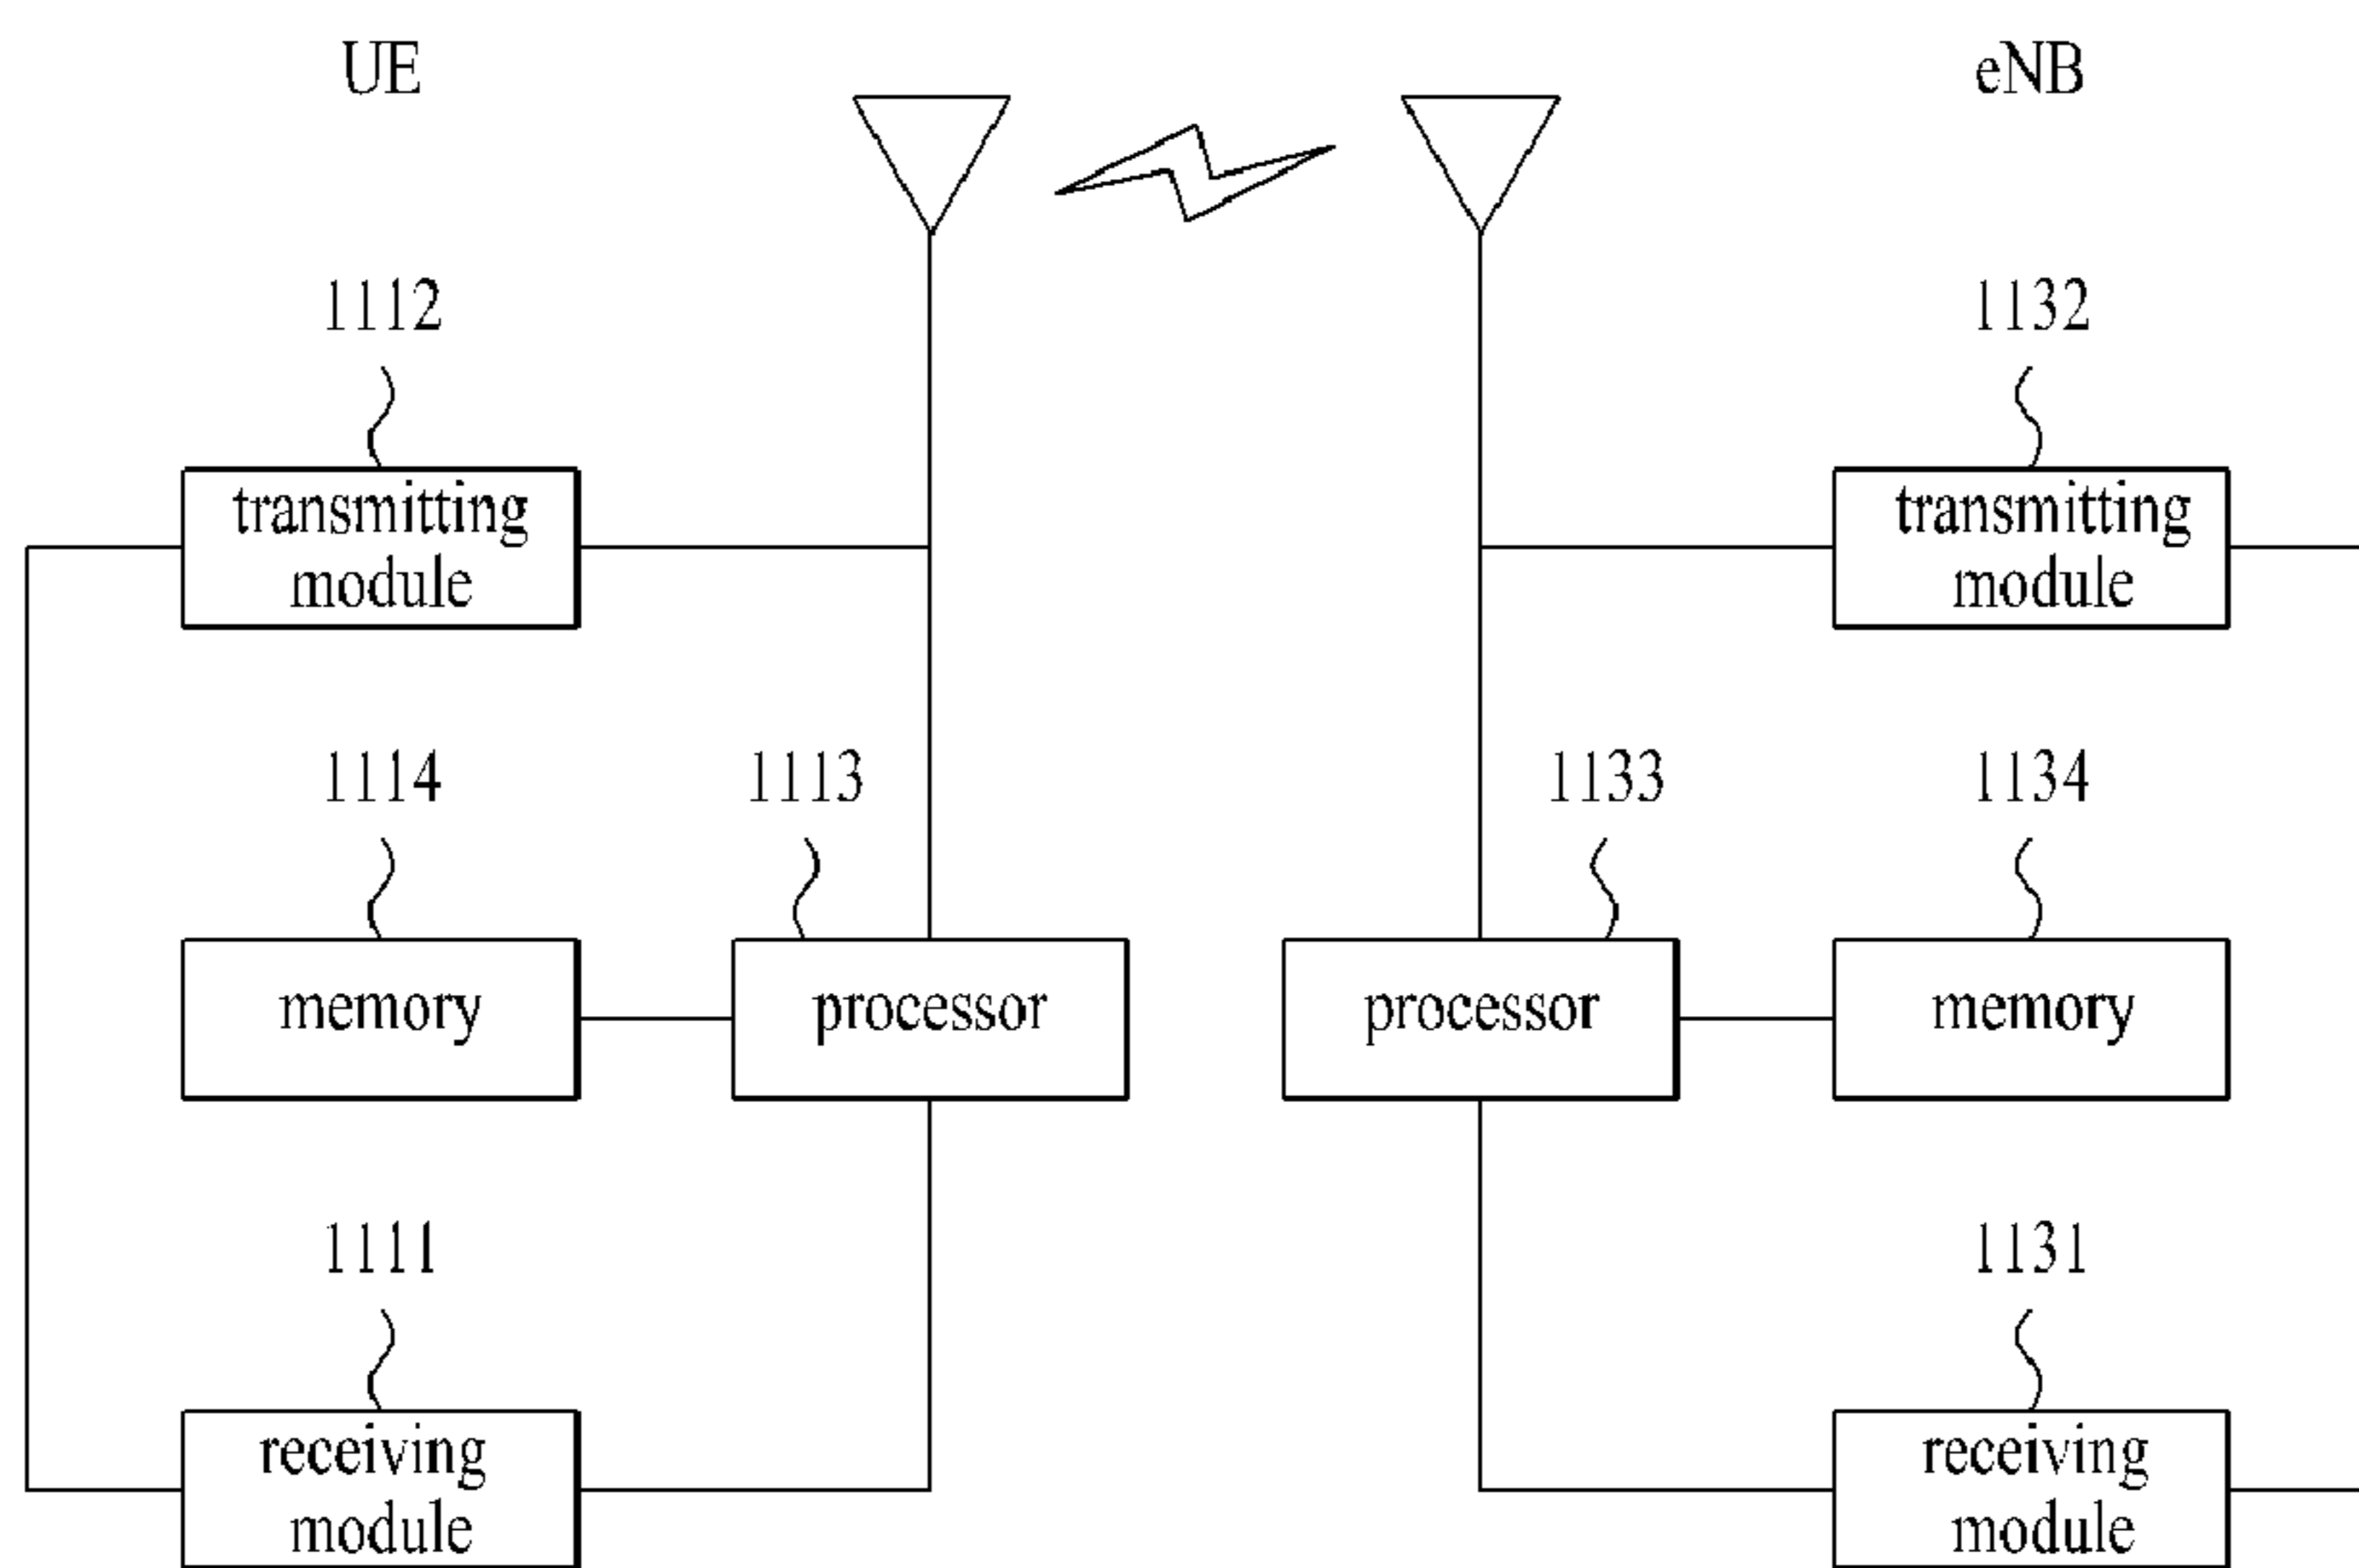 UE
eNB
1112
1132
transmitting
module
transmitting
module
1114
1113
1133
1134
memory
processor
processor
memory
1111
1131
receiving
module
receiving
module